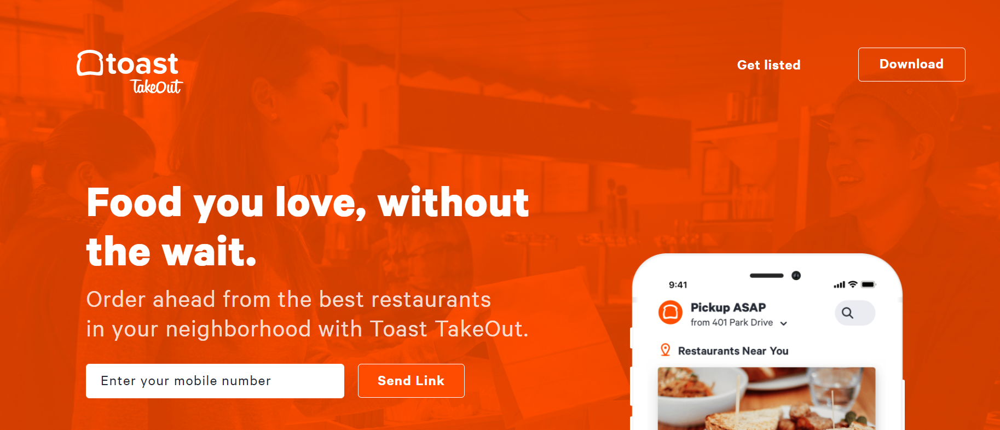 toast
TakeOut
Get listed
Download
Food you love, without
the wait.
Order ahead from the best restaurants
in your neighborhood with Toast TakeOut.
Enter your mobile number
Send Link
9:41
Pickup ASAP
from 401 Park Drive
Restaurants Near You